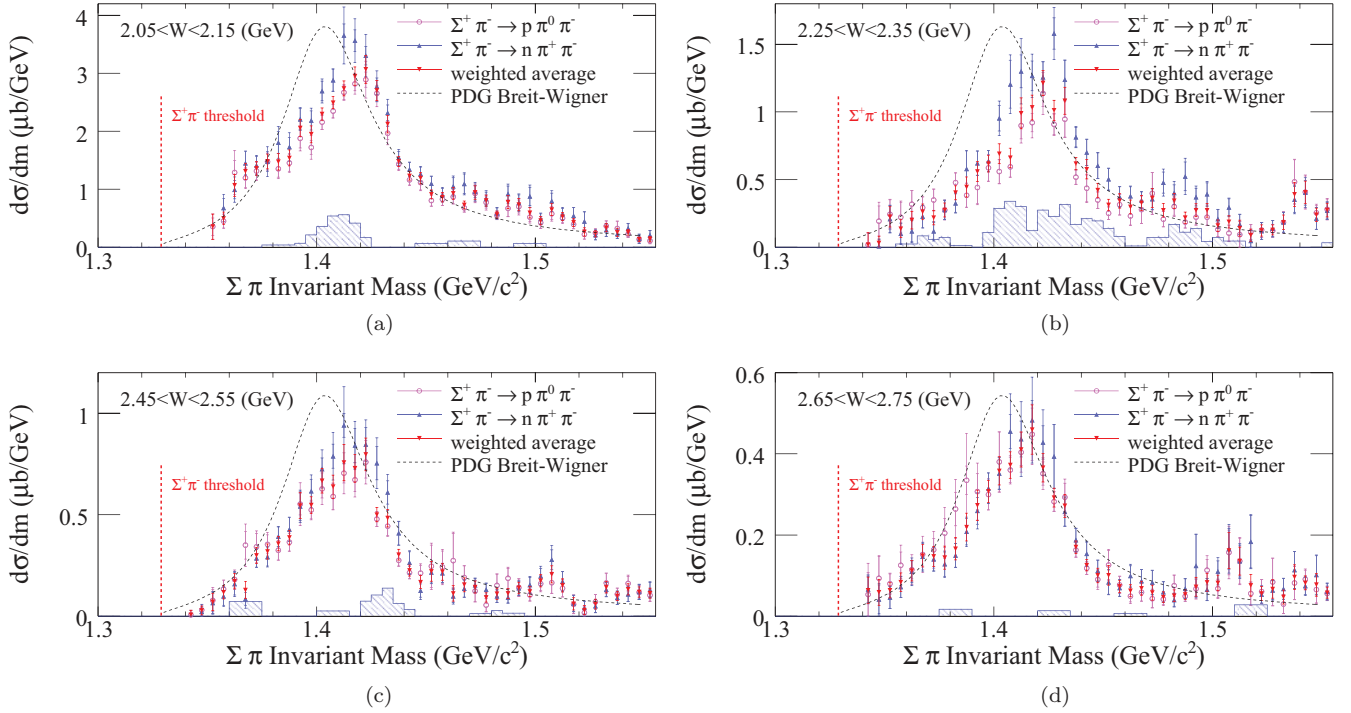 2.05<W<2.15 (GeV)
Σ⁺ π⁻ → p π⁰ π⁻
Σ⁺ π⁻ → n π⁺ π⁻
weighted average
PDG Breit-Wigner
Σ⁺π⁻ threshold
dσ/dm (μb/GeV)
4
3
2
1
0
1.3 1.4 1.5
Σ π Invariant Mass (GeV/c²)
(a)
2.25<W<2.35 (GeV)
Σ⁺ π⁻ → p π⁰ π⁻
Σ⁺ π⁻ → n π⁺ π⁻
weighted average
PDG Breit-Wigner
Σ⁺π⁻ threshold
dσ/dm (μb/GeV)
1.5
1
0.5
0
1.3 1.4 1.5
Σ π Invariant Mass (GeV/c²)
(b)
2.45<W<2.55 (GeV)
Σ⁺ π⁻ → p π⁰ π⁻
Σ⁺ π⁻ → n π⁺ π⁻
weighted average
PDG Breit-Wigner
Σ⁺π⁻ threshold
dσ/dm (μb/GeV)
1
0.5
0
1.3 1.4 1.5
Σ π Invariant Mass (GeV/c²)
(c)
2.65<W<2.75 (GeV)
Σ⁺ π⁻ → p π⁰ π⁻
Σ⁺ π⁻ → n π⁺ π⁻
weighted average
PDG Breit-Wigner
Σ⁺π⁻ threshold
dσ/dm (μb/GeV)
0.6
0.4
0.2
0
1.3 1.4 1.5
Σ π Invariant Mass (GeV/c²)
(d)